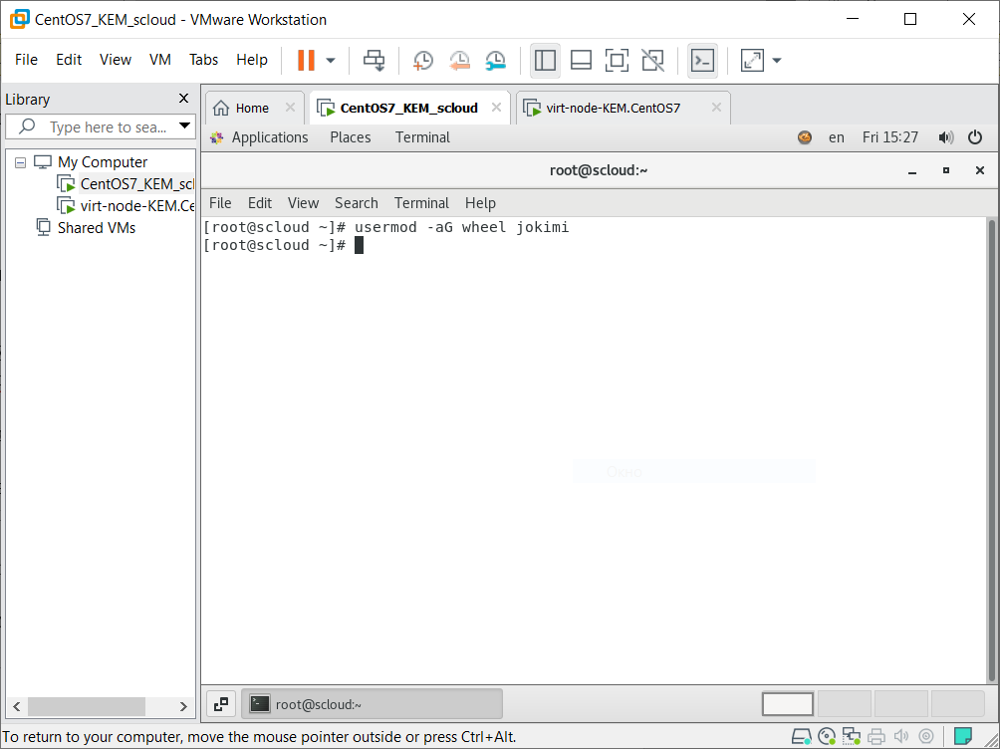 CentOS7_KEM_scloud - VMware Workstation
File Edit View VM Tabs Help
Library
Type here to sea...
My Computer
CentOS7_KEM_scl
virt-node-KEM.Ce
Shared VMs
Home CentOS7_KEM_scloud virt-node-KEM.CentOS7
Applications Places Terminal en Fri 15:27
root@scloud:~
File Edit View Search Terminal Help
[root@scloud ~]# usermod -aG wheel jokimi
[root@scloud ~]#
root@scloud:~
To return to your computer, move the mouse pointer outside or press Ctrl+Alt.